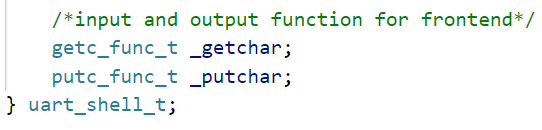 /*input and output function for frontend*/
getc_func_t _getchar;
putc_func_t _putchar;
} uart_shell_t;